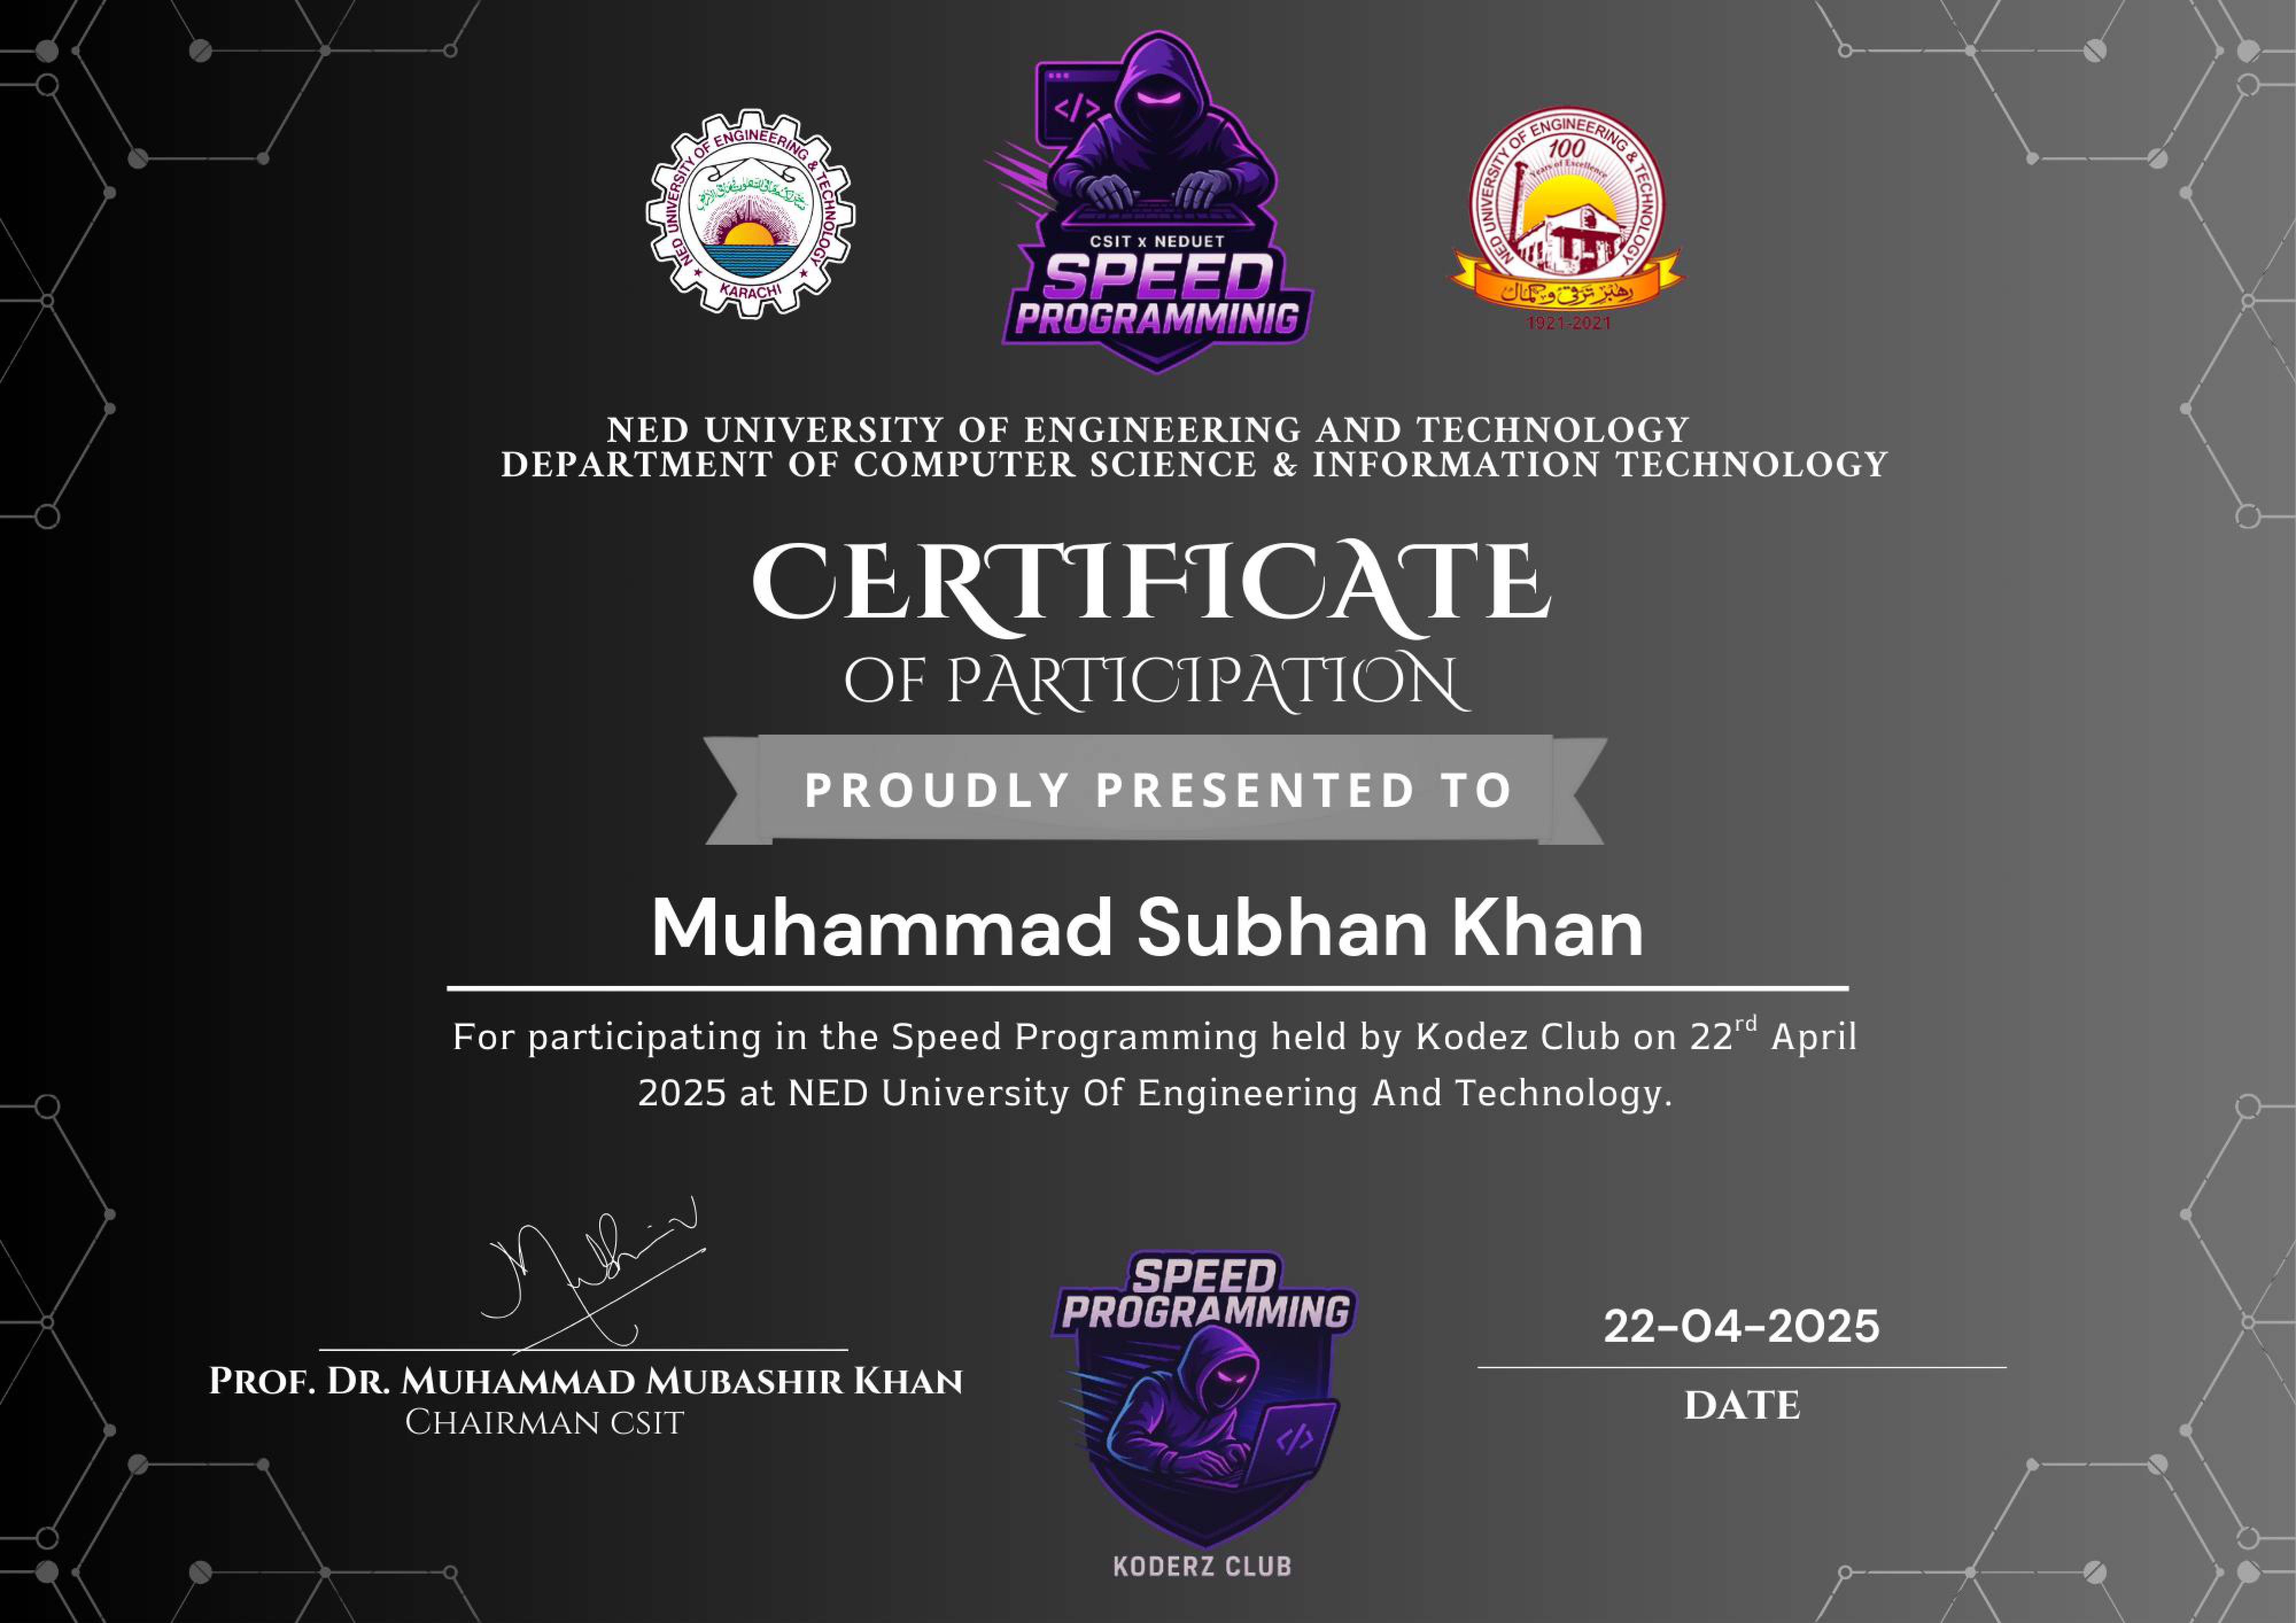 NED UNIVERSITY OF ENGINEERING & TECHNOLOGY
KARACHI
</>
CSIT x NEDUET
SPEED
PROGRAMMINIG
NED UNIVERSITY OF ENGINEERING & TECHNOLOGY
100
Years of Excellence
رهبر ترقی و کمال
1921-2021
NED UNIVERSITY OF ENGINEERING AND TECHNOLOGY
DEPARTMENT OF COMPUTER SCIENCE & INFORMATION TECHNOLOGY
CERTIFICATE
OF PARTICIPATION
PROUDLY PRESENTED TO
Muhammad Subhan Khan
For participating in the Speed Programming held by Kodez Club on 22rd April
2025 at NED University Of Engineering And Technology.
Mubashir
PROF. DR. MUHAMMAD MUBASHIR KHAN
CHAIRMAN CSIT
SPEED
PROGRAMMING
</>
KODERZ CLUB
22-04-2025
DATE